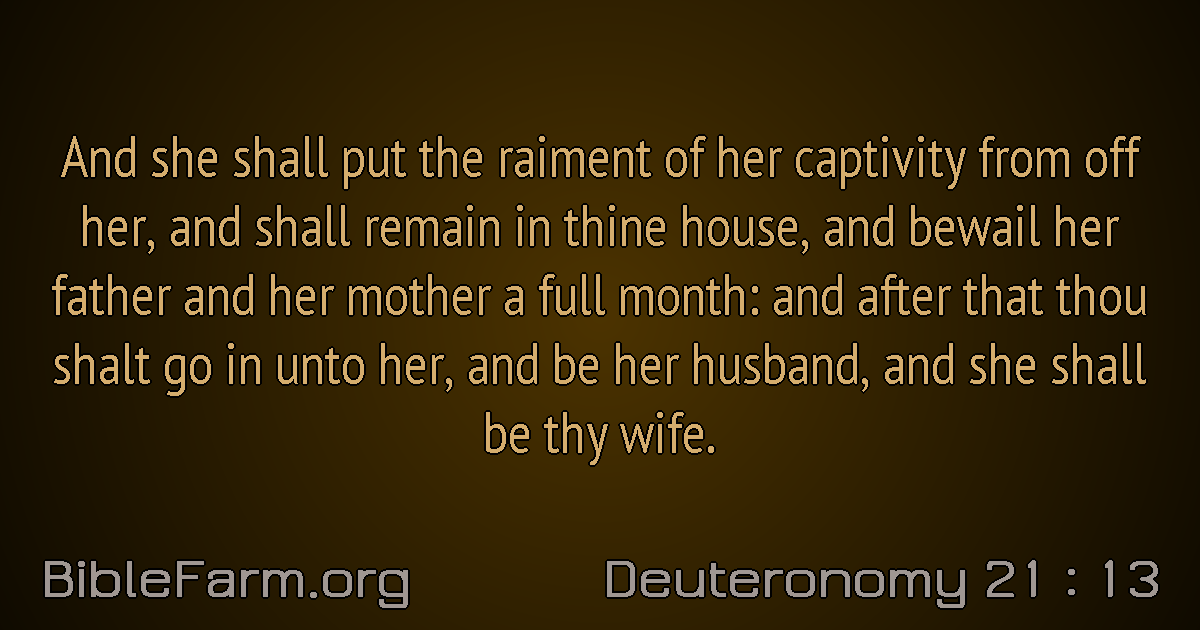 And she shall put the raiment of her captivity from off
her, and shall remain in thine house, and bewail her
father and her mother a full month: and after that thou
shalt go in unto her, and be her husband, and she shall
be thy wife.
BibleFarm.org
Deuteronomy 21 : 13